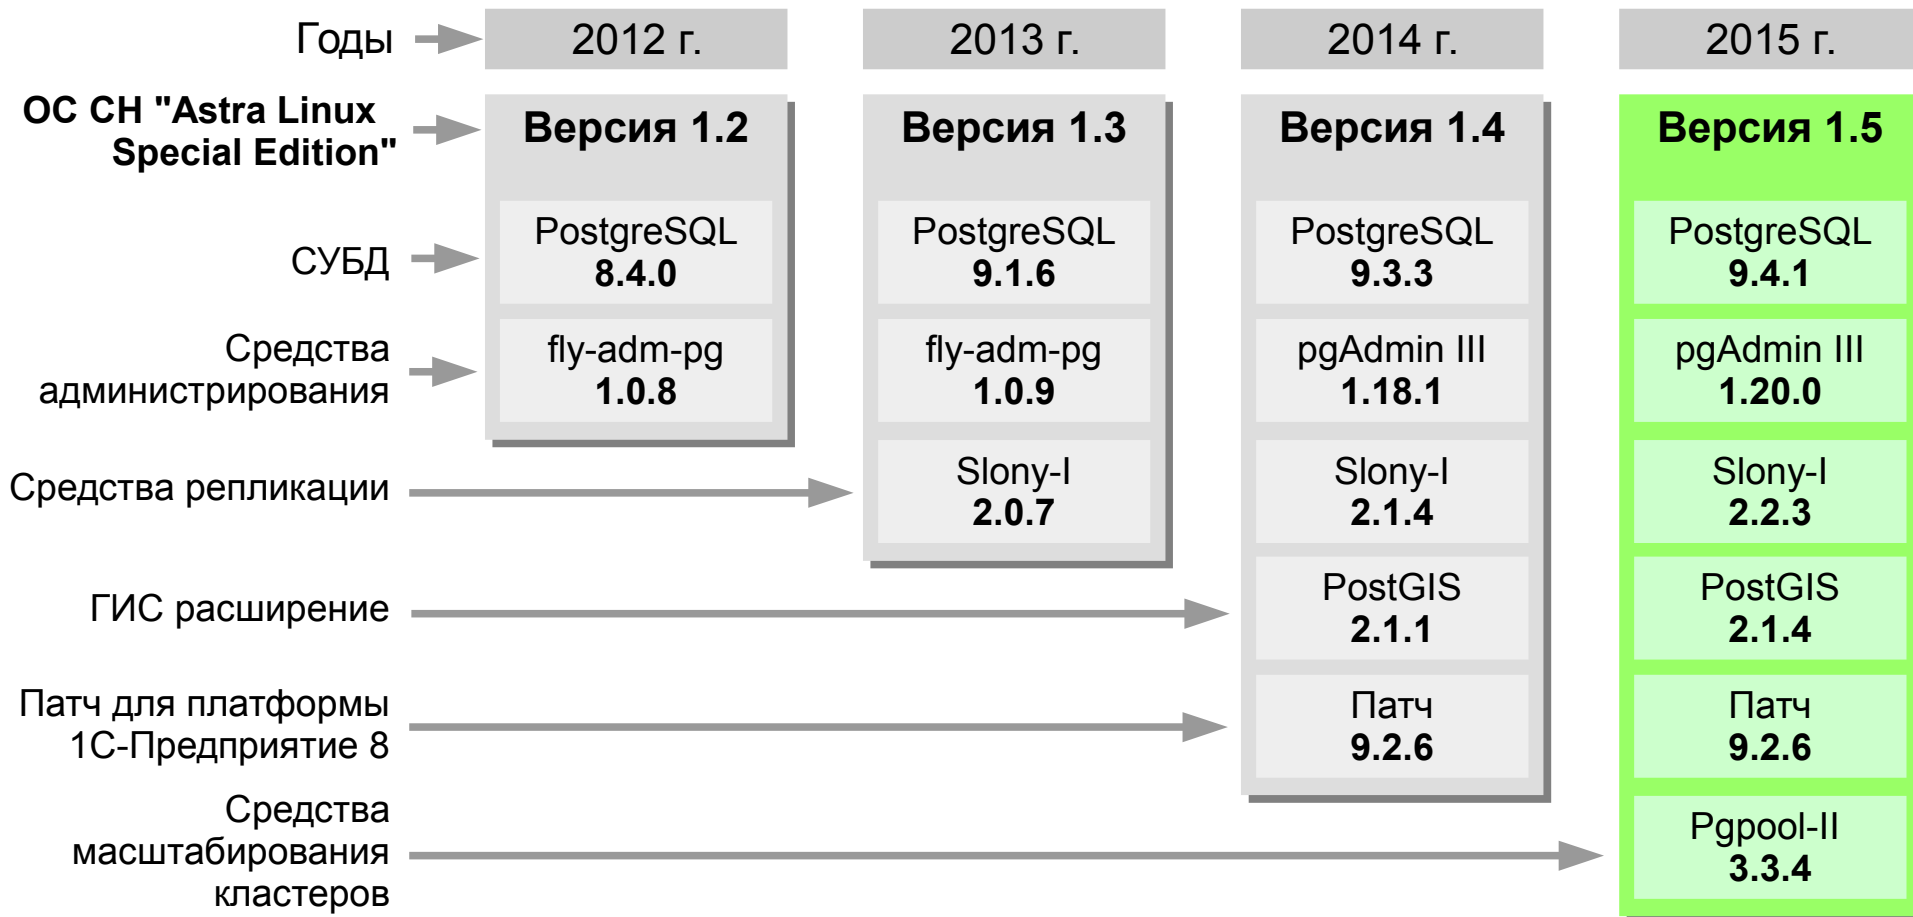 Годы
2012 г.
2013 г.
2014 г.
2015 г.
ОС СН "Astra Linux
Special Edition"
Версия 1.2
Версия 1.3
Версия 1.4
Версия 1.5
СУБД
PostgreSQL
8.4.0
PostgreSQL
9.1.6
PostgreSQL
9.3.3
PostgreSQL
9.4.1
Средства
администрирования
fly-adm-pg
1.0.8
fly-adm-pg
1.0.9
pgAdmin III
1.18.1
pgAdmin III
1.20.0
Средства репликации
Slony-I
2.0.7
Slony-I
2.1.4
Slony-I
2.2.3
ГИС расширение
PostGIS
2.1.1
PostGIS
2.1.4
Патч для платформы
1С-Предприятие 8
Патч
9.2.6
Патч
9.2.6
Средства
масштабирования
кластеров
Pgpool-II
3.3.4